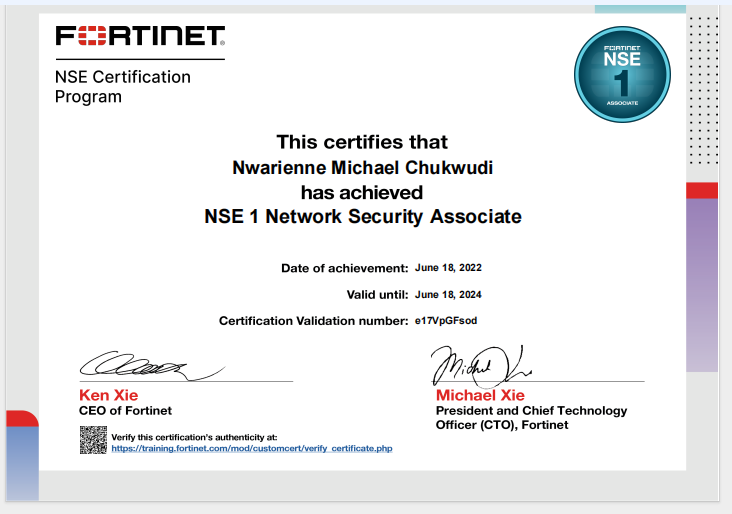 FORTINET®
NSE Certification
Program
FORTINET
NSE
1
ASSOCIATE
This certifies that
Nwarienne Michael Chukwudi
has achieved
NSE 1 Network Security Associate
Date of achievement: June 18, 2022
Valid until: June 18, 2024
Certification Validation number: e17VpGFsod
Ken Xie
CEO of Fortinet
Michael Xie
President and Chief Technology
Officer (CTO), Fortinet
Verify this certification's authenticity at:
https://training.fortinet.com/mod/customcert/verify_certificate.php